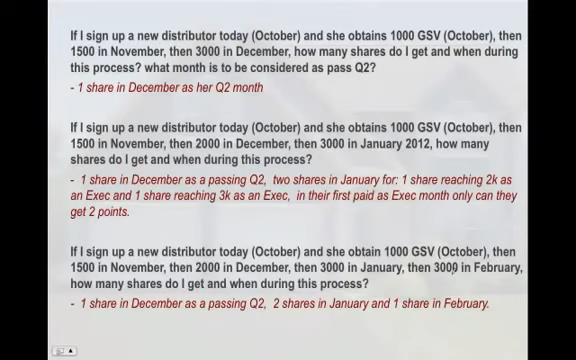 If I sign up a new distributor today (October) and she obtains 1000 GSV (October), then
1500 in November, then 3000 in December, how many shares do I get and when during
this process? what month is to be considered as pass Q2?
- 1 share in December as her Q2 month
If I sign up a new distributor today (October) and she obtains 1000 GSV (October), then
1500 in November, then 2000 in December, then 3000 in January 2012, how many
shares do I get and when during this process?
- 1 share in December as a passing Q2, two shares in January for: 1 share reaching 2k as
an Exec and 1 share reaching 3k as an Exec, in their first paid as Exec month only can they
get 2 points.
If I sign up a new distributor today (October) and she obtain 1000 GSV (October), then
1500 in November, then 2000 in December, then 3000 in January, then 3000 in February,
how many shares do I get and when during this process?
- 1 share in December as a passing Q2, 2 shares in January and 1 share in February.